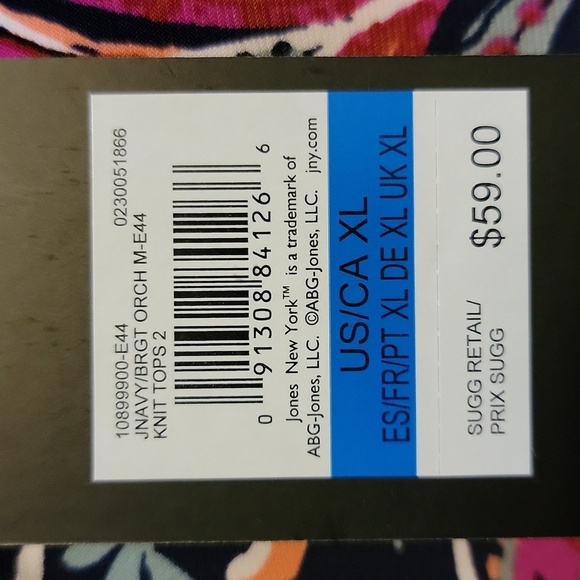 10899900-E44 0230051866
JNAVY/BRGT ORCH M-E44
KNIT TOPS 2
0 91308 84126 6
Jones New York™ is a trademark of
ABG-Jones, LLC. ©ABG-Jones, LLC. jny.com
US/CA XL
ES/FR/PT XL DE XL UK XL
SUGG RETAIL/
PRIX SUGG
$59.00